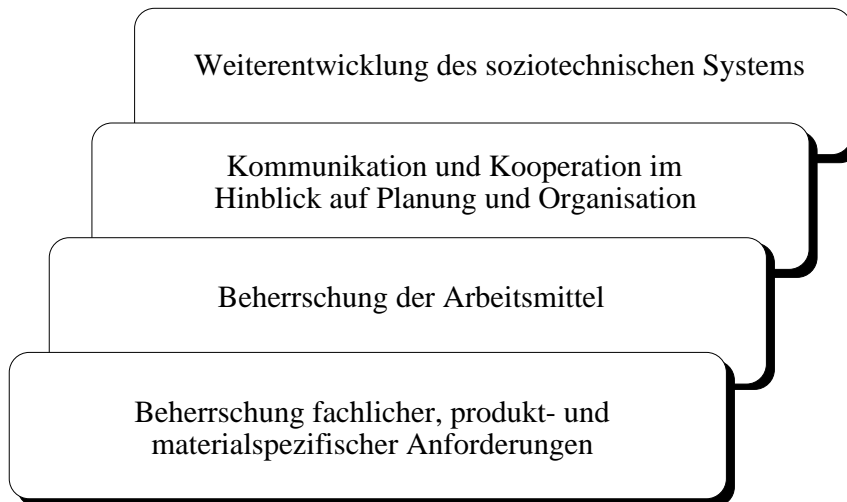 Weiterentwicklung des soziotechnischen Systems
Kommunikation und Kooperation im
Hinblick auf Planung und Organisation
Beherrschung der Arbeitsmittel
Beherrschung fachlicher, produkt- und
materialspezifischer Anforderungen